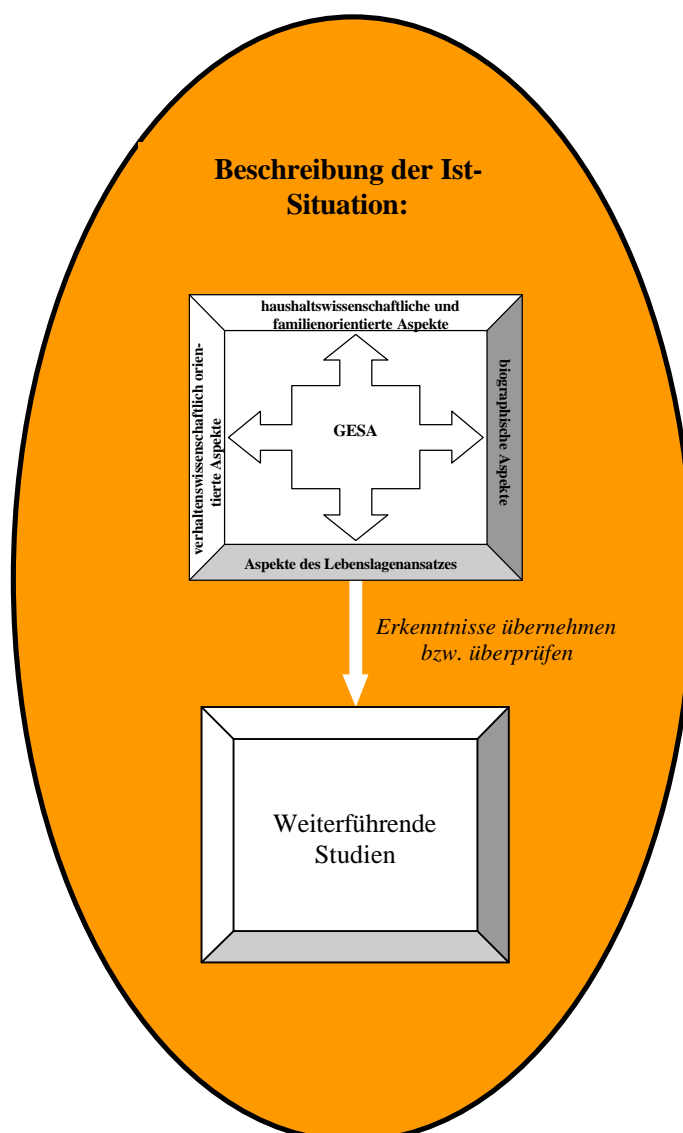 Beschreibung der Ist-
Situation:
haushaltswissenschaftliche und
familienorientierte Aspekte
verhaltenswissenschaftlich orien-
tierte Aspekte
GESA
biographische Aspekte
Aspekte des Lebenslagenansatzes
Erkenntnisse übernehmen
bzw. überprüfen
Weiterführende
Studien